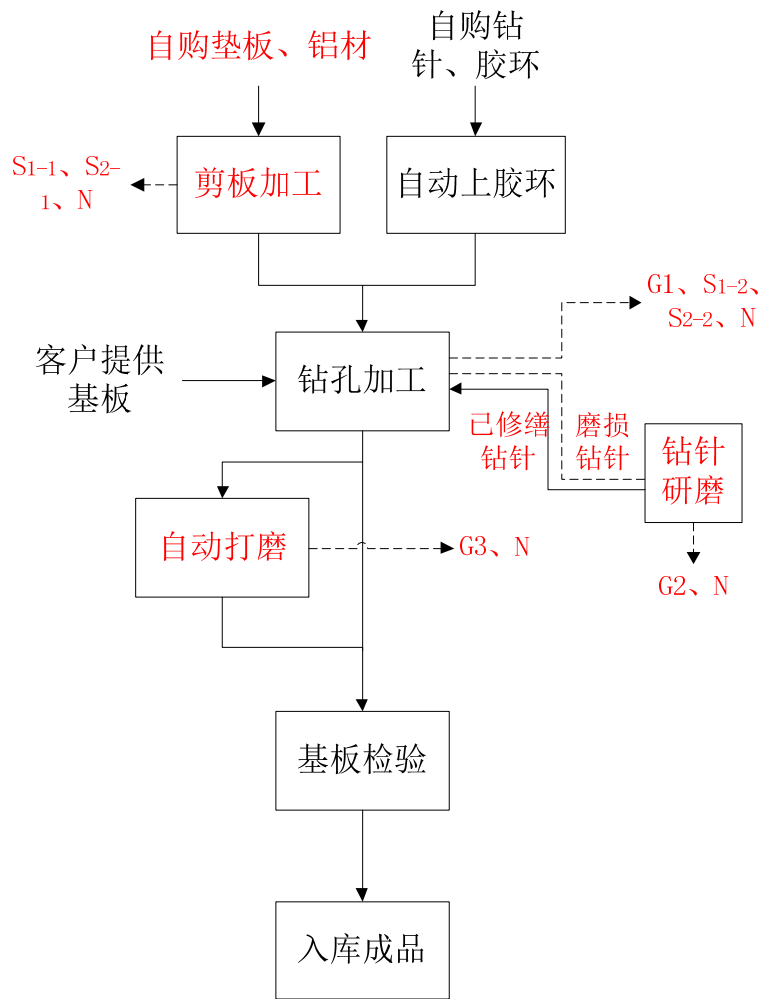 自购垫板、铝材
自购钻
针、胶环
S1-1、S2-
1、N
剪板加工
自动上胶环
G1、S1-2、
S2-2、N
客户提供
基板
钻孔加工
已修缮
钻针
磨损
钻针
钻针
研磨
自动打磨
G3、N
G2、N
基板检验
入库成品